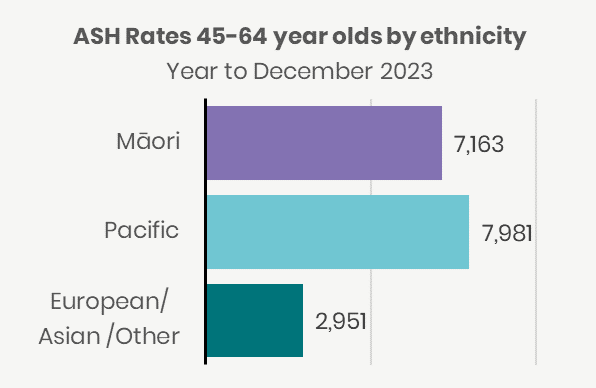 ASH Rates 45-64 year olds by ethnicity
Year to December 2023
Māori
7,163
Pacific
7,981
European/
Asian /Other
2,951